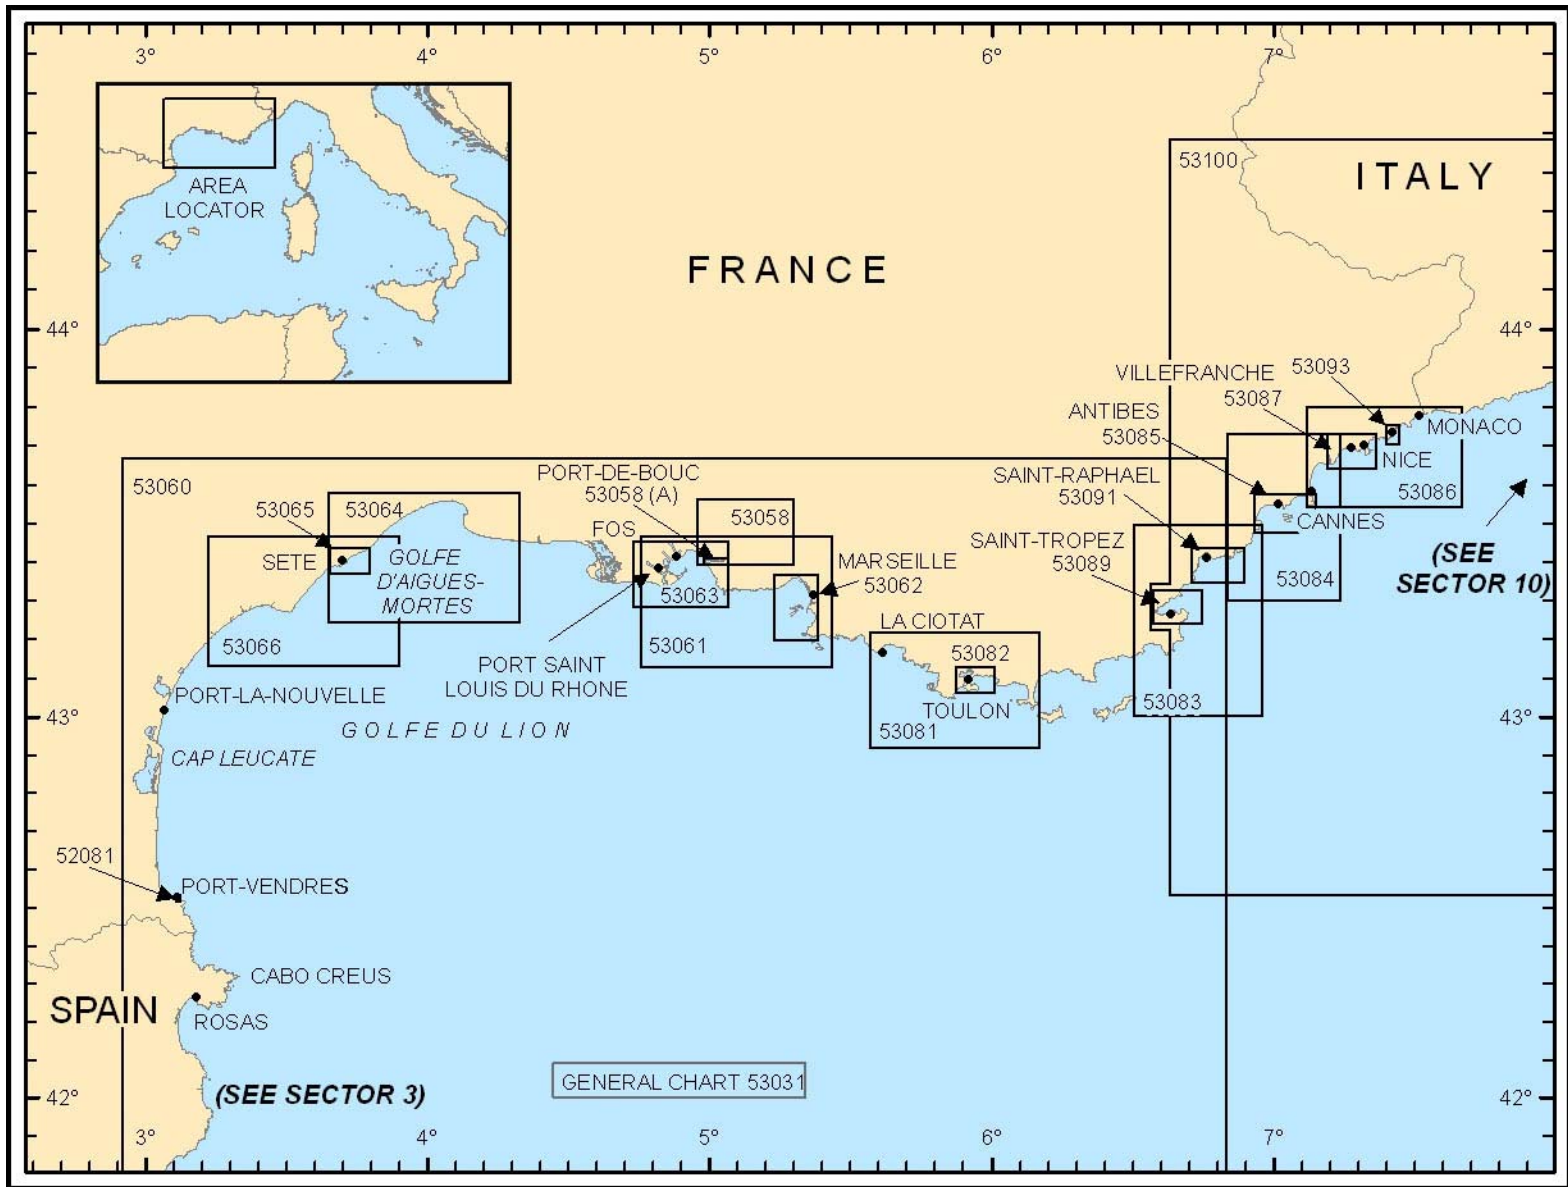 3°
4°
5°
6°
7°
AREA
LOCATOR
53100
ITALY
FRANCE
44°
44°
53093
VILLEFRANCHE
53087
ANTIBES
53085
MONACO
NICE
53086
PORT-DE-BOUC
53058 (A)
SAINT-RAPHAEL
53091
53060
53065
53064
53058
CANNES
FOS
SETE
GOLFE
D'AIGUES-
MORTES
SAINT-TROPEZ
53089
(SEE
SECTOR 10)
MARSEILLE
53062
53084
53063
LA CIOTAT
53066
53061
53082
PORT SAINT
LOUIS DU RHONE
PORT-LA-NOUVELLE
53083
TOULON
43°
GOLFE DU LION
53081
43°
CAP LEUCATE
52081
PORT-VENDRES
CABO CREUS
SPAIN
ROSAS
GENERAL CHART 53031
(SEE SECTOR 3)
42°
42°
3°
4°
5°
6°
7°